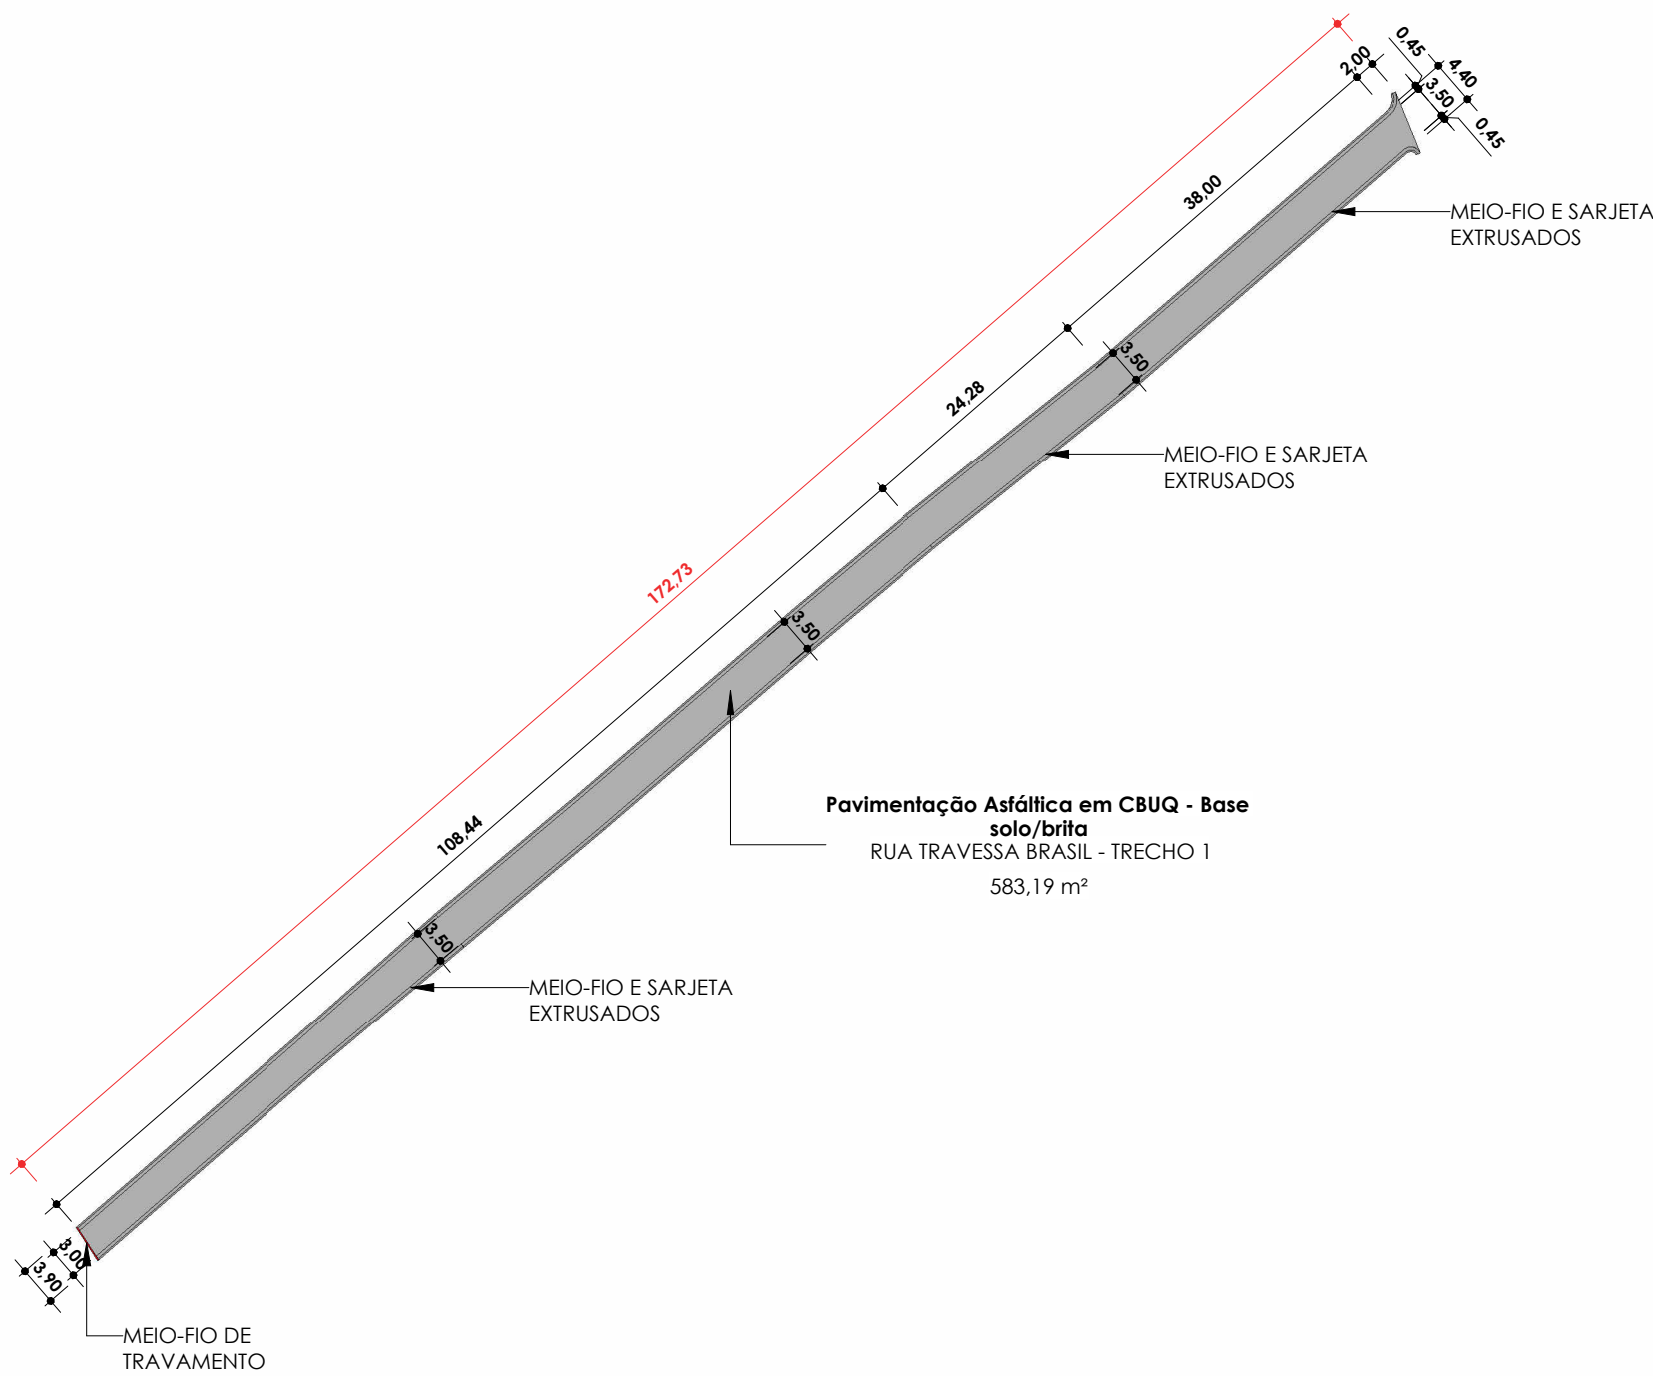 0,45
4,40
2,00
3,50
0,45
38,00
MEIO-FIO E SARJETA
EXTRUSADOS
3,50
24,28
MEIO-FIO E SARJETA
EXTRUSADOS
172,73
3,50
Pavimentação Asfáltica em CBUQ - Base
solo/brita
RUA TRAVESSA BRASIL - TRECHO 1
583,19 m²
108,44
3,50
MEIO-FIO E SARJETA
EXTRUSADOS
3,00
3,90
MEIO-FIO DE
TRAVAMENTO